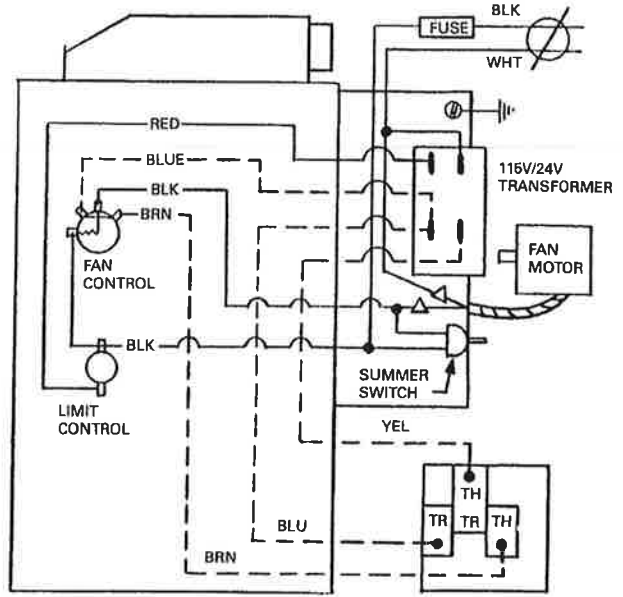 BLK
FUSE
WHT
RED
BLUE
115V/24V
TRANSFORMER
BLK
BRN
FAN
CONTROL
FAN
MOTOR
BLK
SUMMER
SWITCH
LIMIT
CONTROL
YEL
TH
TR
TR
TH
BLU
BRN